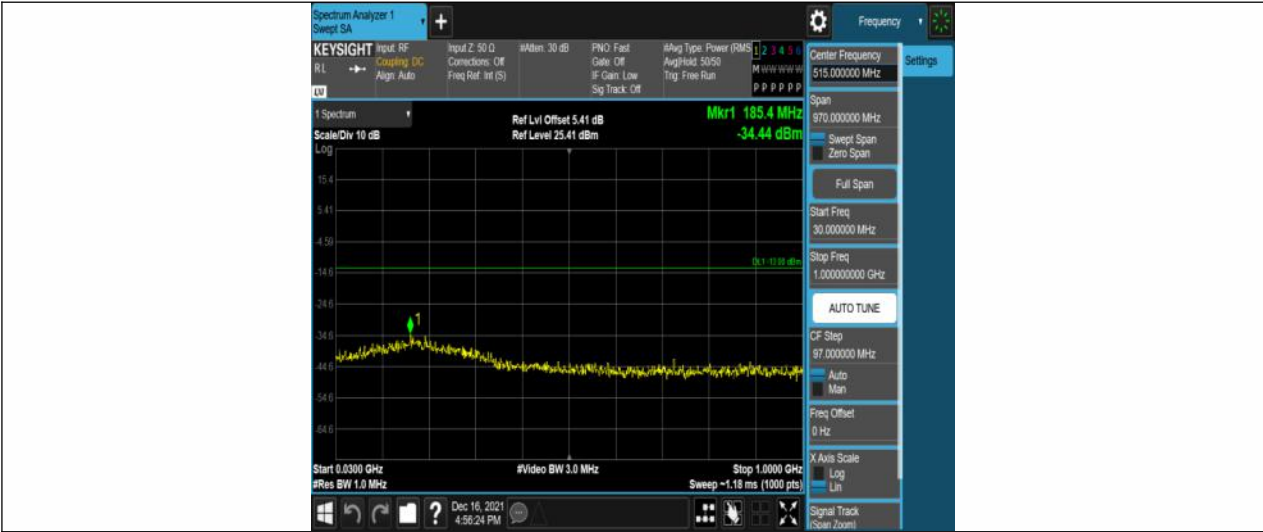 Spectrum Analyzer 1
Swept SA
+
Frequency
KEYSIGHT
Input: RF
Coupling: DC
Align: Auto
Input Z: 50 Ω
Corrections: Off
Freq Ref: Int (S)
#Atten: 30 dB
PNO: Fast
Gate: Off
IF Gain: Low
Sig Track: Off
#Avg Type: Power (RMS
Avg|Hold: 50/50
Trig: Free Run
1 2 3 4 5 6
M W W W W W
P P P P P P
R L
LV
Center Frequency
515.000000 MHz
Settings
1 Spectrum
Scale/Div 10 dB
Ref Lvl Offset 5.41 dB
Ref Level 25.41 dBm
Mkr1 185.4 MHz
-34.44 dBm
Span
970.000000 MHz
Swept Span
Zero Span
Full Span
Start Freq
30.000000 MHz
Stop Freq
1.000000000 GHz
AUTO TUNE
CF Step
97.000000 MHz
Auto
Man
Freq Offset
0 Hz
X Axis Scale
Log
Lin
Signal Track
(Span Zoom)
Log
15.4
5.41
-4.59
DL1 -13.00 dBm
-14.6
-24.6
1
-34.6
-44.6
-54.6
-64.6
Start 0.0300 GHz
#Video BW 3.0 MHz
Stop 1.0000 GHz
#Res BW 1.0 MHz
Sweep ~1.18 ms (1000 pts)
?
Dec 16, 2021
4:56:24 PM